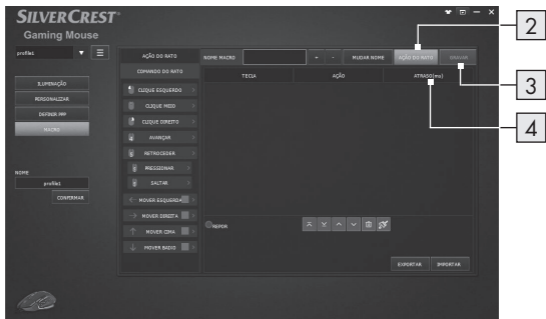 SILVERCREST®
Gaming Mouse
profile1
AÇÃO DO RATO
NOME MACRO
+
-
MUDAR NOME
AÇÃO DO RATO
GRAVAR
2
3
4
COMANDO DO RATO
TECLA
AÇÃO
ATRASO(ms)
ILUMINAÇÃO
PERSONALIZAR
DEFINIR PPP
MACRO
CLIQUE ESQUERDO
CLIQUE MEIO
CLIQUE DIREITO
AVANÇAR
RETROCEDER
PRESSIONAR
SALTAR
MOVER ESQUERDA
MOVER DIREITA
MOVER CIMA
MOVER BAIXO
NOME
profile1
CONFIRMAR
REPOR
EXPORTAR
IMPORTAR